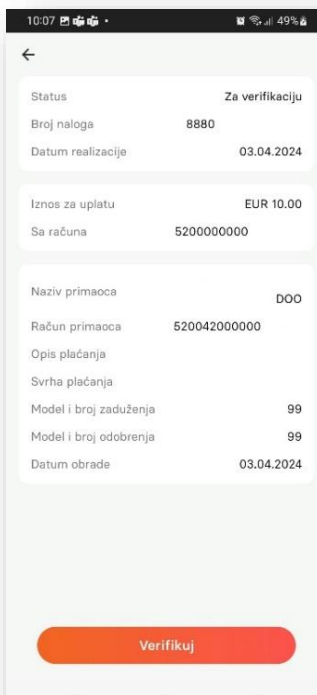 10:07
49%
Status Za verifikaciju
Broj naloga 8880
Datum realizacije 03.04.2024
Iznos za uplatu EUR 10.00
Sa računa 5200000000
Naziv primaoca DOO
Račun primaoca 520042000000
Opis plaćanja
Svrha plaćanja
Model i broj zaduženja 99
Model i broj odobrenja 99
Datum obrade 03.04.2024
Verifikuj